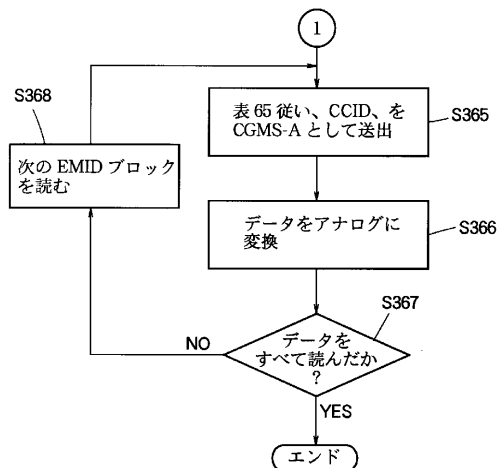 1
S368
表 65 従い、CCID、を
CGMS-A として送出
S365
次の EMID ブロック
を読む
データをアナログに
変換
S366
S367
データを
すべて読んだか
?
NO
YES
エンド